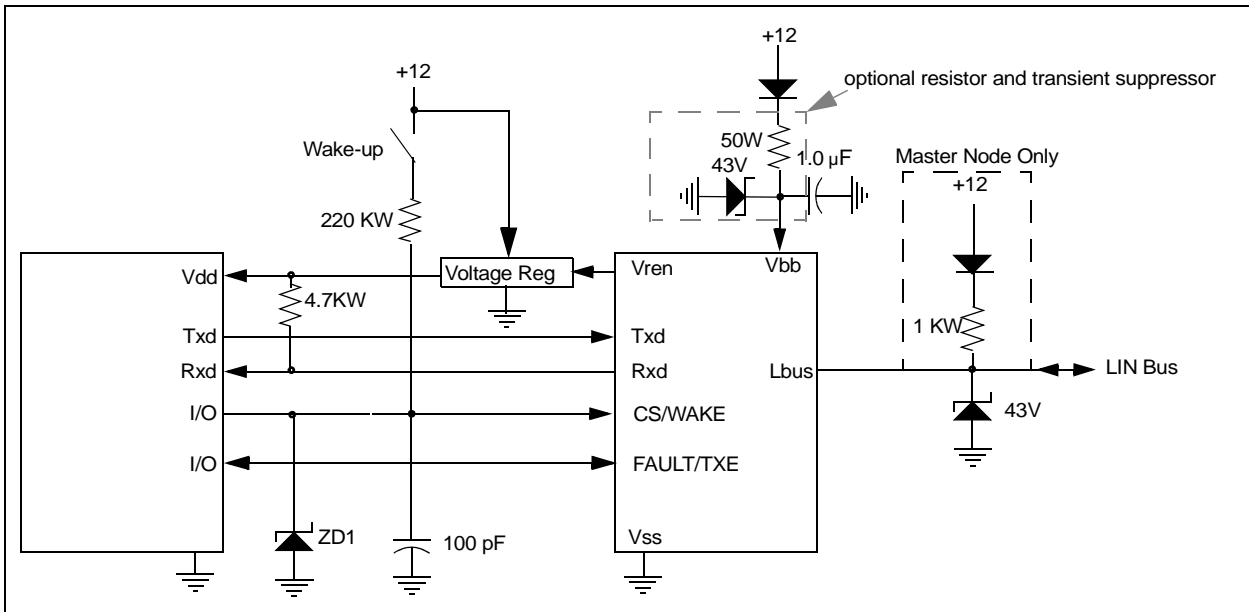 +12
optional resistor and transient suppressor
+12
50W
1.0 µF
43V
Wake-up
Master Node Only
+12
220 KW
Vdd
Voltage Reg
Vren
Vbb
4.7KW
1 KW
Txd
Txd
Rxd
Rxd
Lbus
LIN Bus
I/O
CS/WAKE
43V
I/O
FAULT/TXE
ZD1
100 pF
Vss